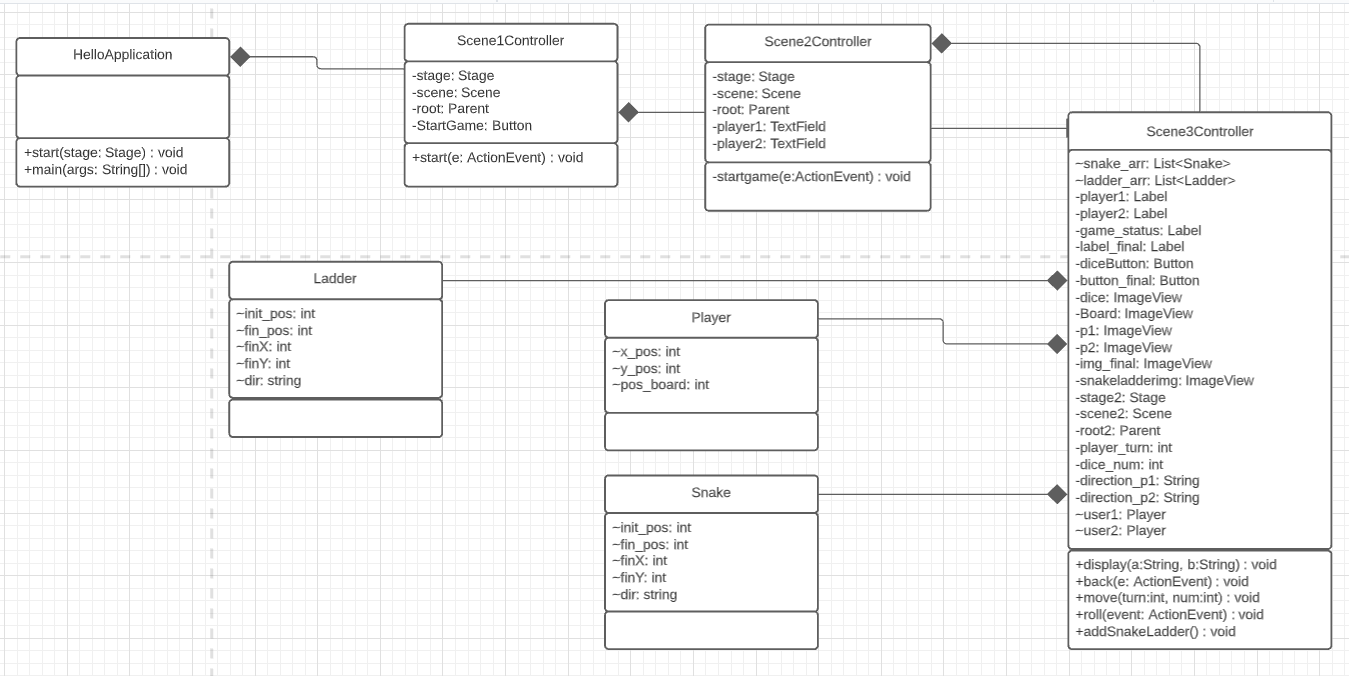 HelloApplication
+start(stage: Stage) : void
+main(args: String[]) : void
Scene1Controller
-stage: Stage
-scene: Scene
-root: Parent
-StartGame: Button
+start(e: ActionEvent) : void
Scene2Controller
-stage: Stage
-scene: Scene
-root: Parent
-player1: TextField
-player2: TextField
-startgame(e:ActionEvent) : void
Scene3Controller
~snake_arr: List<Snake>
~ladder_arr: List<Ladder>
-player1: Label
-player2: Label
-game_status: Label
-label_final: Label
-diceButton: Button
-button_final: Button
-dice: ImageView
-Board: ImageView
-p1: ImageView
-p2: ImageView
-img_final: ImageView
-snakeladderimg: ImageView
-stage2: Stage
-scene2: Scene
-root2: Parent
-player_turn: int
-dice_num: int
-direction_p1: String
-direction_p2: String
~user1: Player
~user2: Player
+display(a:String, b:String) : void
+back(e: ActionEvent) : void
+move(turn:int, num:int) : void
+roll(event: ActionEvent) : void
+addSnakeLadder() : void
Ladder
~init_pos: int
~fin_pos: int
~finX: int
~finY: int
~dir: string
Player
~x_pos: int
~y_pos: int
~pos_board: int
Snake
~init_pos: int
~fin_pos: int
~finX: int
~finY: int
~dir: string